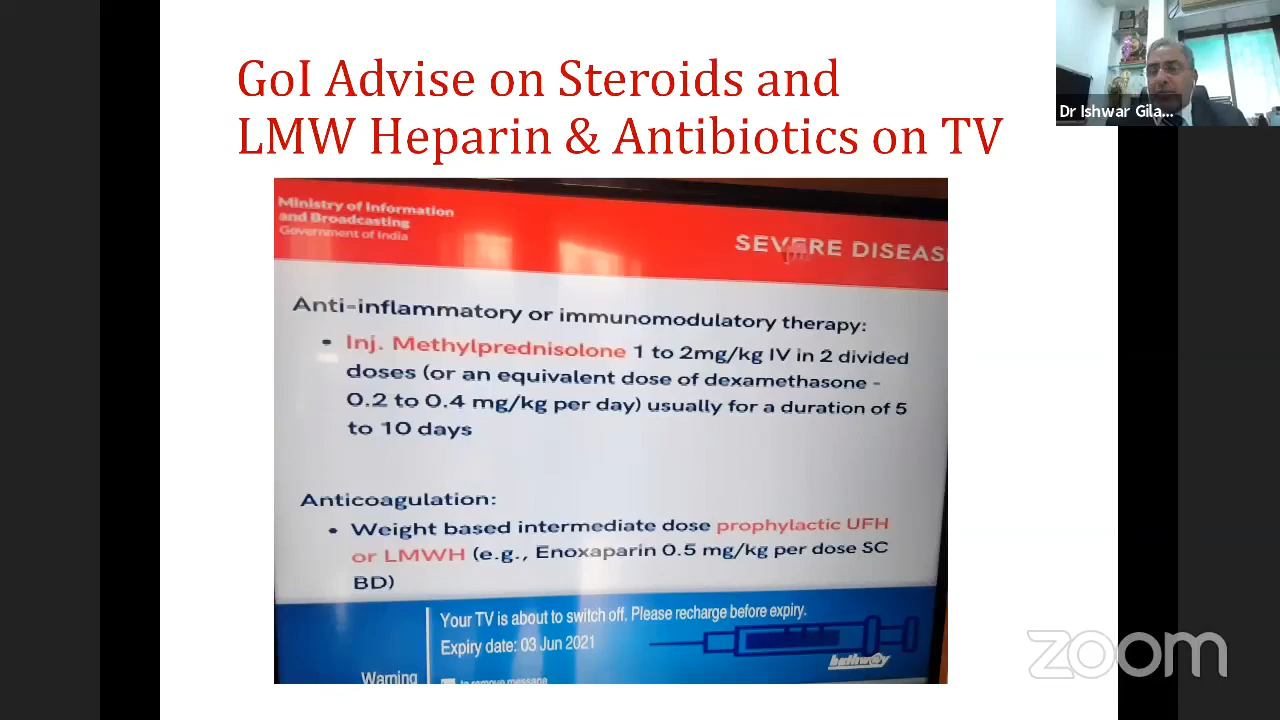 GoI Advise on Steroids and
LMW Heparin & Antibiotics on TV
Dr Ishwar Gila...
Ministry of Information
and Broadcasting
Government of India
SEVERE DISEAS
Anti-inflammatory or immunomodulatory therapy:
• Inj. Methylprednisolone 1 to 2mg/kg IV in 2 divided
doses (or an equivalent dose of dexamethasone -
0.2 to 0.4 mg/kg per day) usually for a duration of 5
to 10 days
Anticoagulation:
• Weight based intermediate dose prophylactic UFH
or LMWH (e.g., Enoxaparin 0.5 mg/kg per dose SC
BD)
Your TV is about to switch off. Please recharge before expiry.
Expiry date: 03 Jun 2021
hathway
Warning
to remove message
zoom